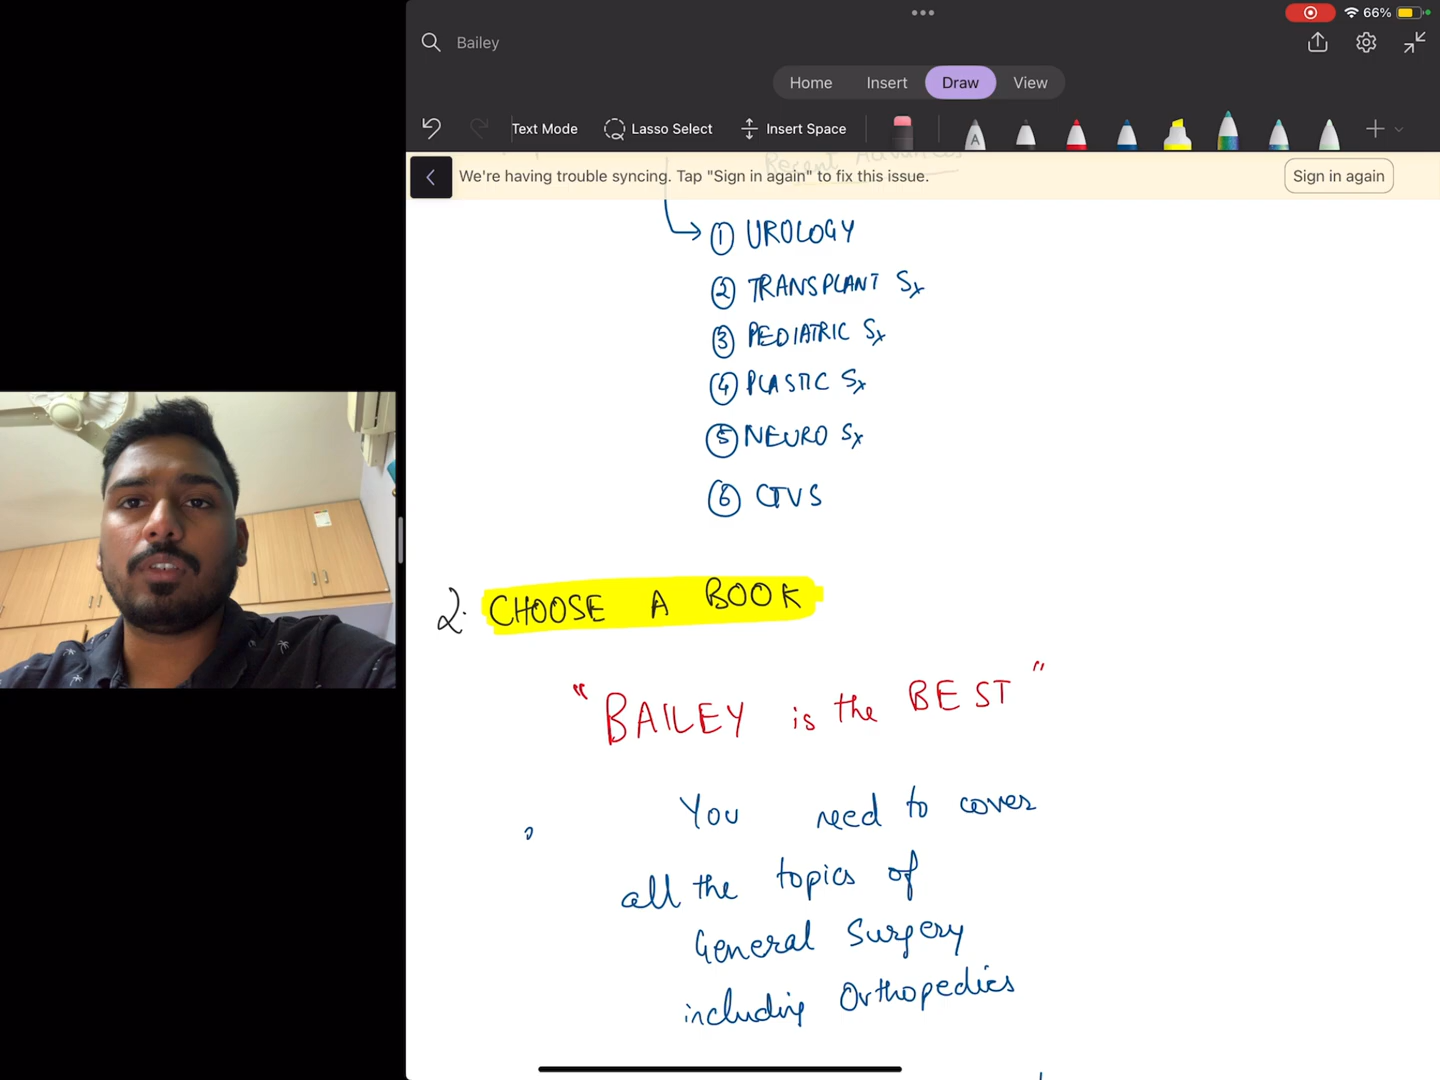 66%
Bailey
Home Insert Draw View
Text Mode Lasso Select Insert Space
A
Recent Advances
We're having trouble syncing. Tap "Sign in again" to fix this issue. Sign in again
① UROLOGY
② TRANSPLANT Sx
③ PEDIATRIC Sx
④ PLASTIC Sx
⑤ NEURO Sx
⑥ CTVS
2. CHOOSE A BOOK
"BAILEY is the BEST"
You need to cover
all the topics of
General Surgery
including Orthopedics